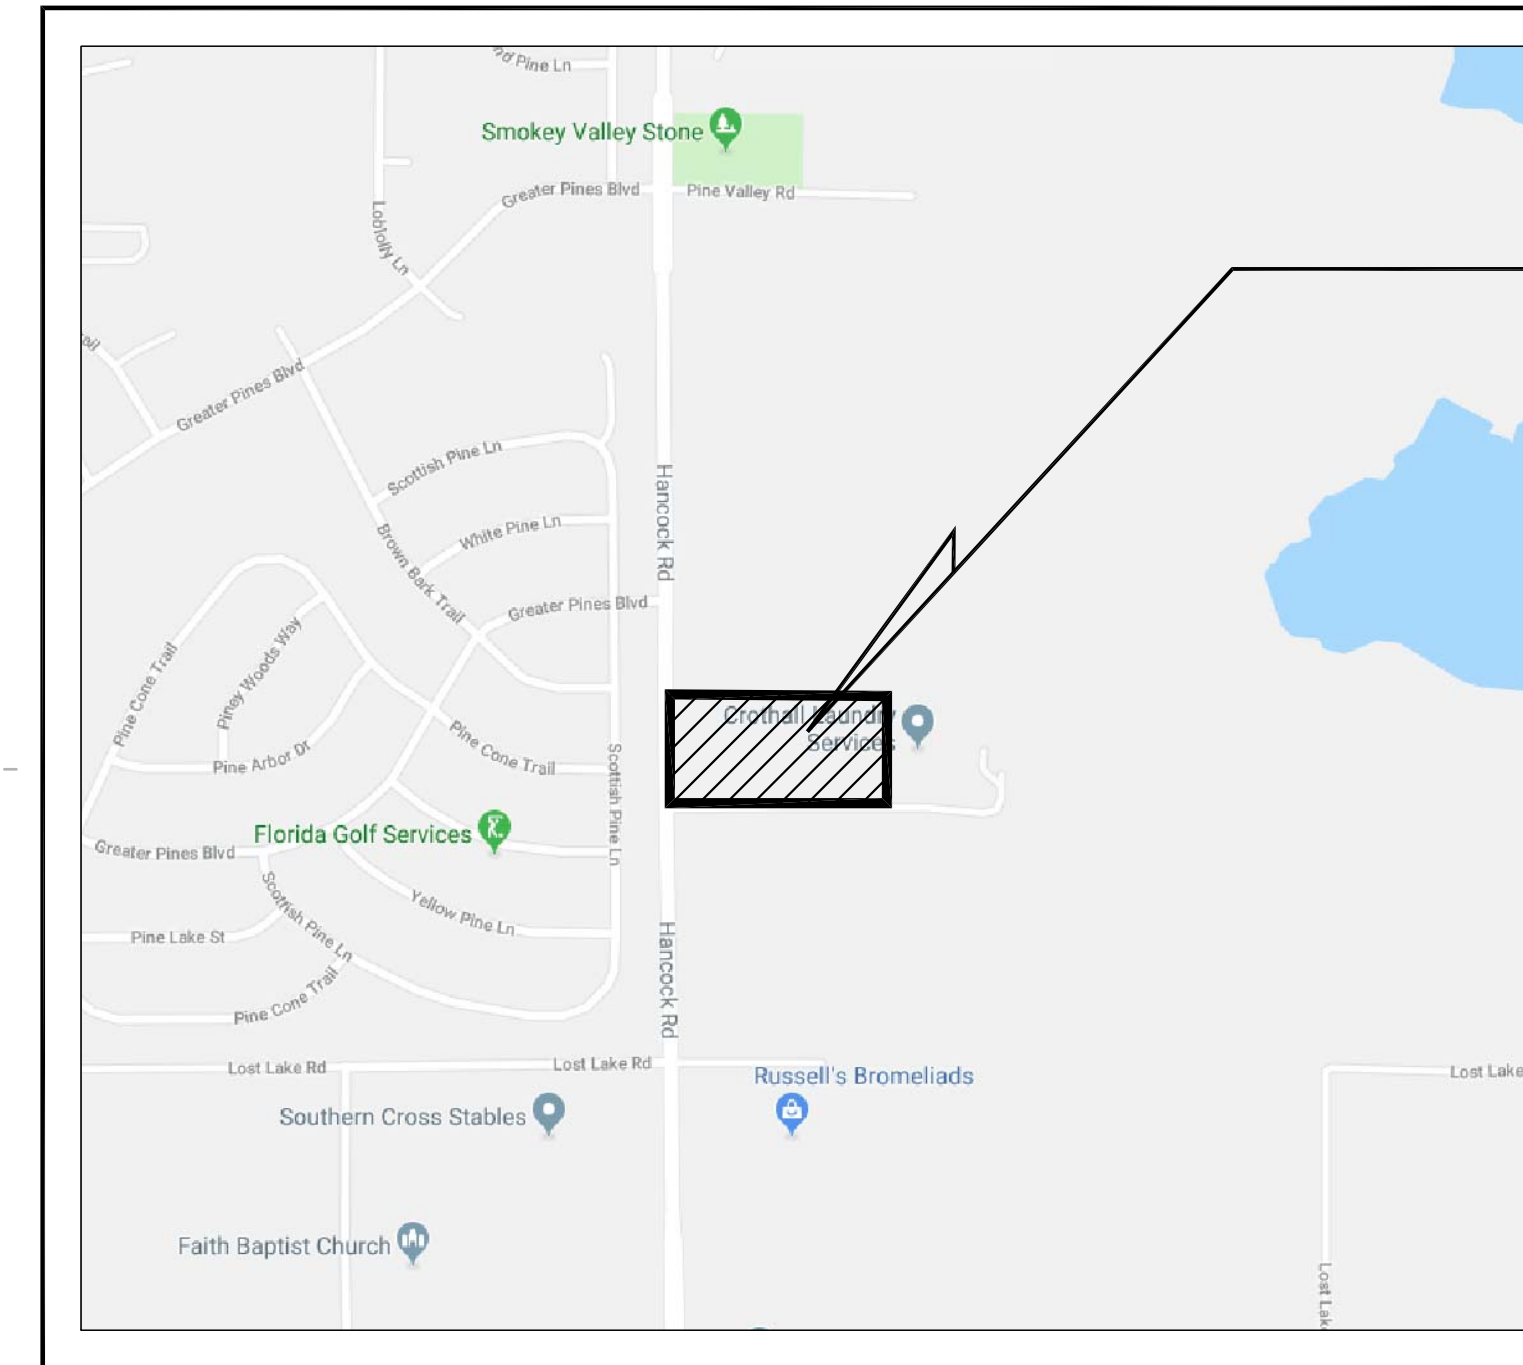 Pine Ln
Smokey Valley Stone
Greater Pines Blvd
Pine Valley Rd
Loblolly Ln
ail
Greater Pines Blvd
Scottish Pine Ln
Hancock Rd
White Pine Ln
Brown Bark Trail
Greater Pines Blvd
Piney Woods Way
Pine Cone Trail
Crothall Laundry
Services
Pine Cone Trail
Pine Arbor Dr
Scottish Pine Ln
Florida Golf Services
Greater Pines Blvd
Scottish Pine Ln
Yellow Pine Ln
Pine Lake St
Hancock Rd
Pine Cone Trail
Lost Lake Rd
Lost Lake Rd
Russell's Bromeliads
Lost Lake
Southern Cross Stables
Faith Baptist Church
Lost Lak